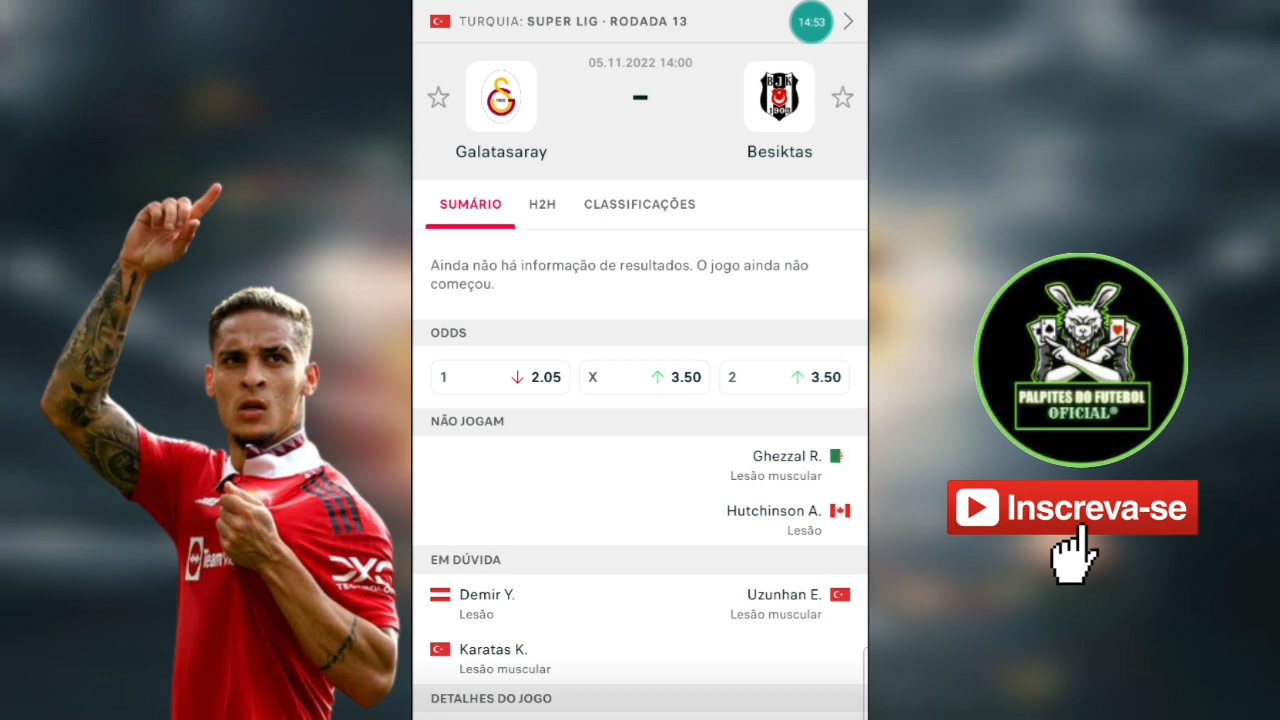 TURQUIA: SUPER LIG · RODADA 13
14:53
05.11.2022 14:00
-
BJK
1903
Galatasaray
Besiktas
SUMÁRIO
H2H
CLASSIFICAÇÕES
Ainda não há informação de resultados. O jogo ainda não
começou.
ODDS
1 2.05
X 3.50
2 3.50
NÃO JOGAM
Ghezzal R.
Lesão muscular
Hutchinson A.
Lesão
EM DÚVIDA
Demir Y.
Lesão
Uzunhan E.
Lesão muscular
Karatas K.
Lesão muscular
DETALHES DO JOGO
PALPITES DO FUTEBOL
OFICIAL®
Inscreva-se